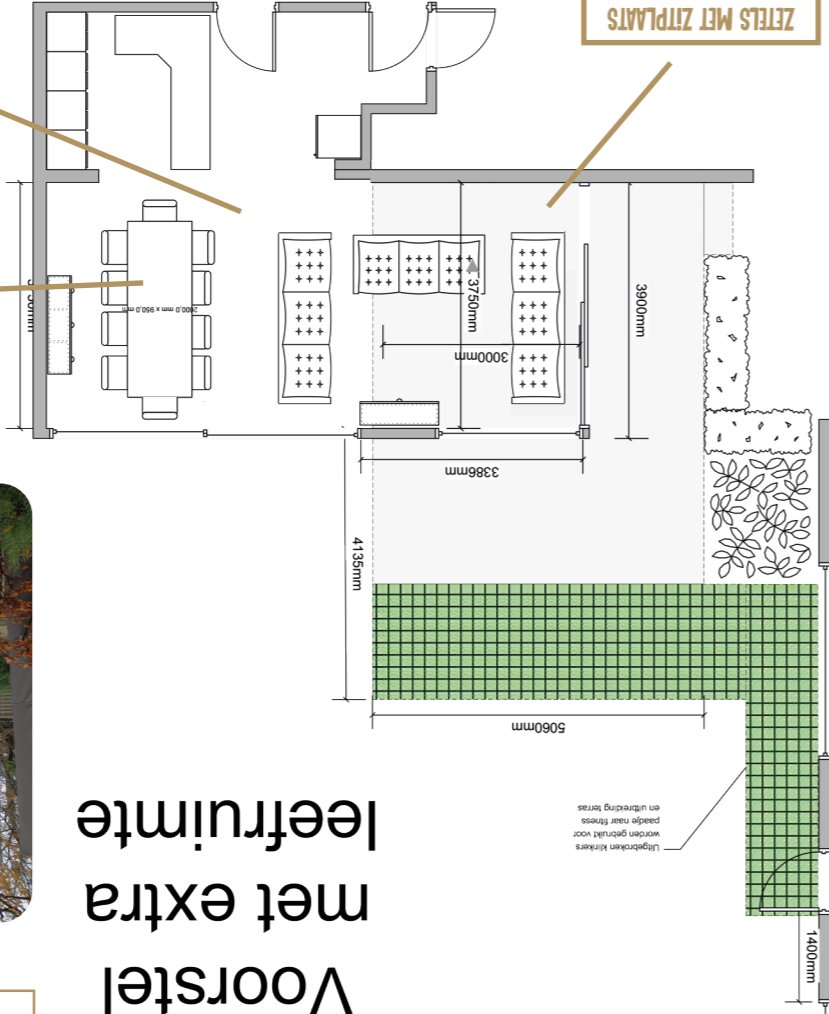 Voorstel
met extra
leefruimte
Uitgebroken klinkers
worden gebruikt voor
paadje naar fitness
en uitbreiding terras
1400mm
5060mm
4135mm
3386mm
3000mm
3900mm
3750mm
2600,0 mm x 950,0 mm
ZETELS MET ZITPLAATS